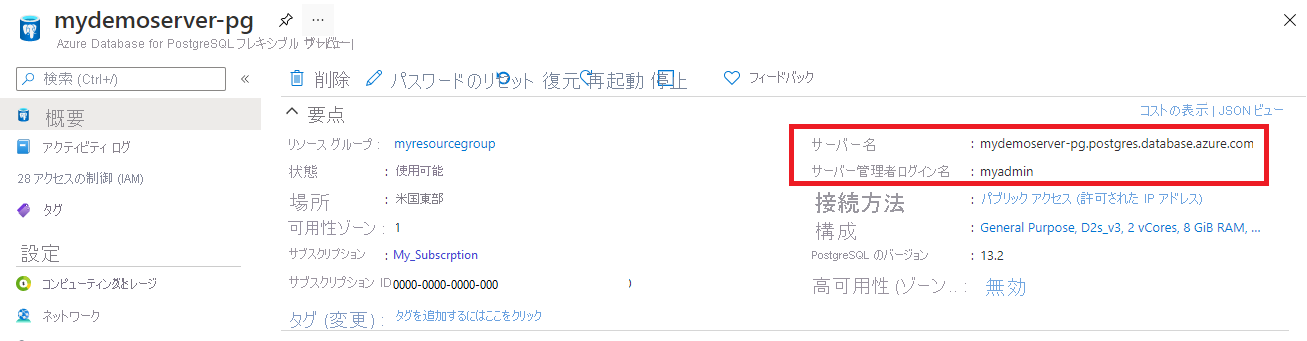 mydemoserver-pg
Azure Database for PostgreSQL フレキシブル サーバー
検索 (Ctrl+/)
«
削除 パスワードのリセット 復元 再起動 停止 フィードバック
概要
アクティビティ ログ
28 アクセスの制御 (IAM)
タグ
設定
コンピューティングとレージ
ネットワーク
要点
コストの表示 | JSON ビュー
リソース グループ : myresourcegroup
状態 : 使用可能
場所 : 米国東部
可用性ゾーン : 1
サブスクリプション : My_Subscrption
サブスクリプション ID 0000-0000-0000-000 )
タグ (変更) : タグを追加するにはここをクリック
サーバー名 : mydemoserver-pg.postgres.database.azure.com
サーバー管理者ログイン名 : myadmin
接続方法 : パブリック アクセス (許可された IP アドレス)
構成 : General Purpose, D2s_v3, 2 vCores, 8 GiB RAM, ...
PostgreSQL のバージョン : 13.2
高可用性 (ゾーン... : 無効